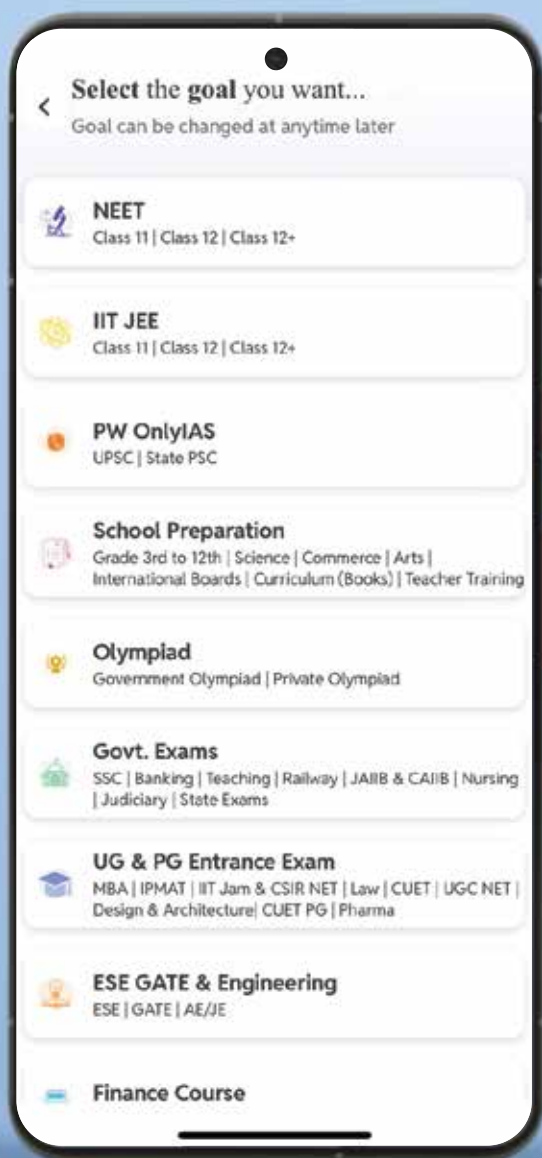 Select the goal you want...
Goal can be changed at anytime later
NEET
Class 11 | Class 12 | Class 12+
IIT JEE
Class 11 | Class 12 | Class 12+
PW OnlyIAS
UPSC | State PSC
School Preparation
Grade 3rd to 12th | Science | Commerce | Arts |
International Boards | Curriculum (Books) | Teacher Training
Olympiad
Government Olympiad | Private Olympiad
Govt. Exams
SSC | Banking | Teaching | Railway | JAIIB & CAIIB | Nursing
| Judiciary | State Exams
UG & PG Entrance Exam
MBA | IPMAT | IIT Jam & CSIR NET | Law | CUET | UGC NET |
Design & Architecture| CUET PG | Pharma
ESE GATE & Engineering
ESE | GATE | AE/JE
Finance Course